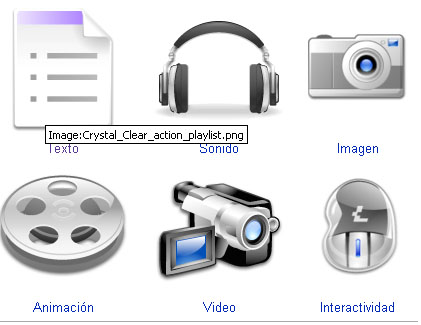 Image:Crystal_Clear_action_playlist.png
Texto
Sonido
Imagen
Animación
Video
Interactividad